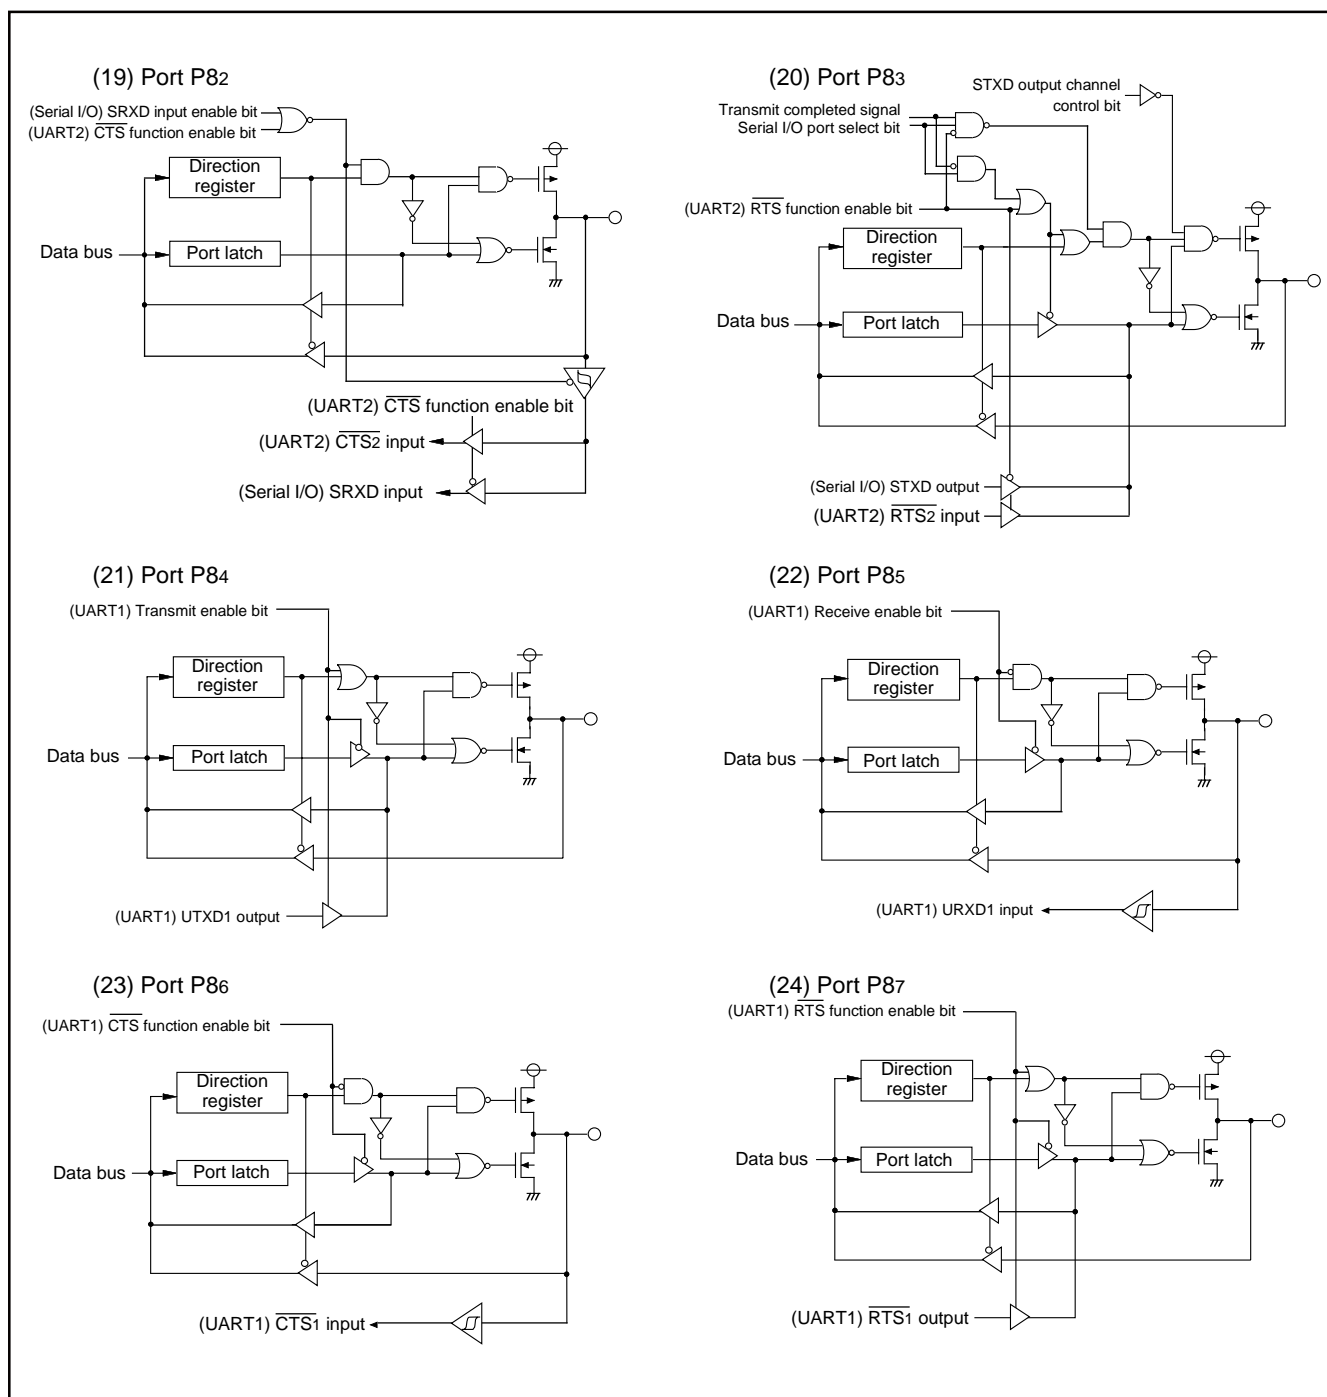 (19) Port P82
(Serial I/O) SRXD input enable bit
(UART2) CTS function enable bit
Direction
register
Data bus
Port latch
(UART2) CTS function enable bit
(UART2) CTS2 input
(Serial I/O) SRXD input
(20) Port P83
STXD output channel
control bit
Transmit completed signal
Serial I/O port select bit
(UART2) RTS function enable bit
Direction
register
Data bus
Port latch
(Serial I/O) STXD output
(UART2) RTS2 input
(21) Port P84
(UART1) Transmit enable bit
Direction
register
Data bus
Port latch
(UART1) UTXD1 output
(22) Port P85
(UART1) Receive enable bit
Direction
register
Data bus
Port latch
(UART1) URXD1 input
(23) Port P86
(UART1) CTS function enable bit
Direction
register
Data bus
Port latch
(UART1) CTS1 input
(24) Port P87
(UART1) RTS function enable bit
Direction
register
Data bus
Port latch
(UART1) RTS1 output